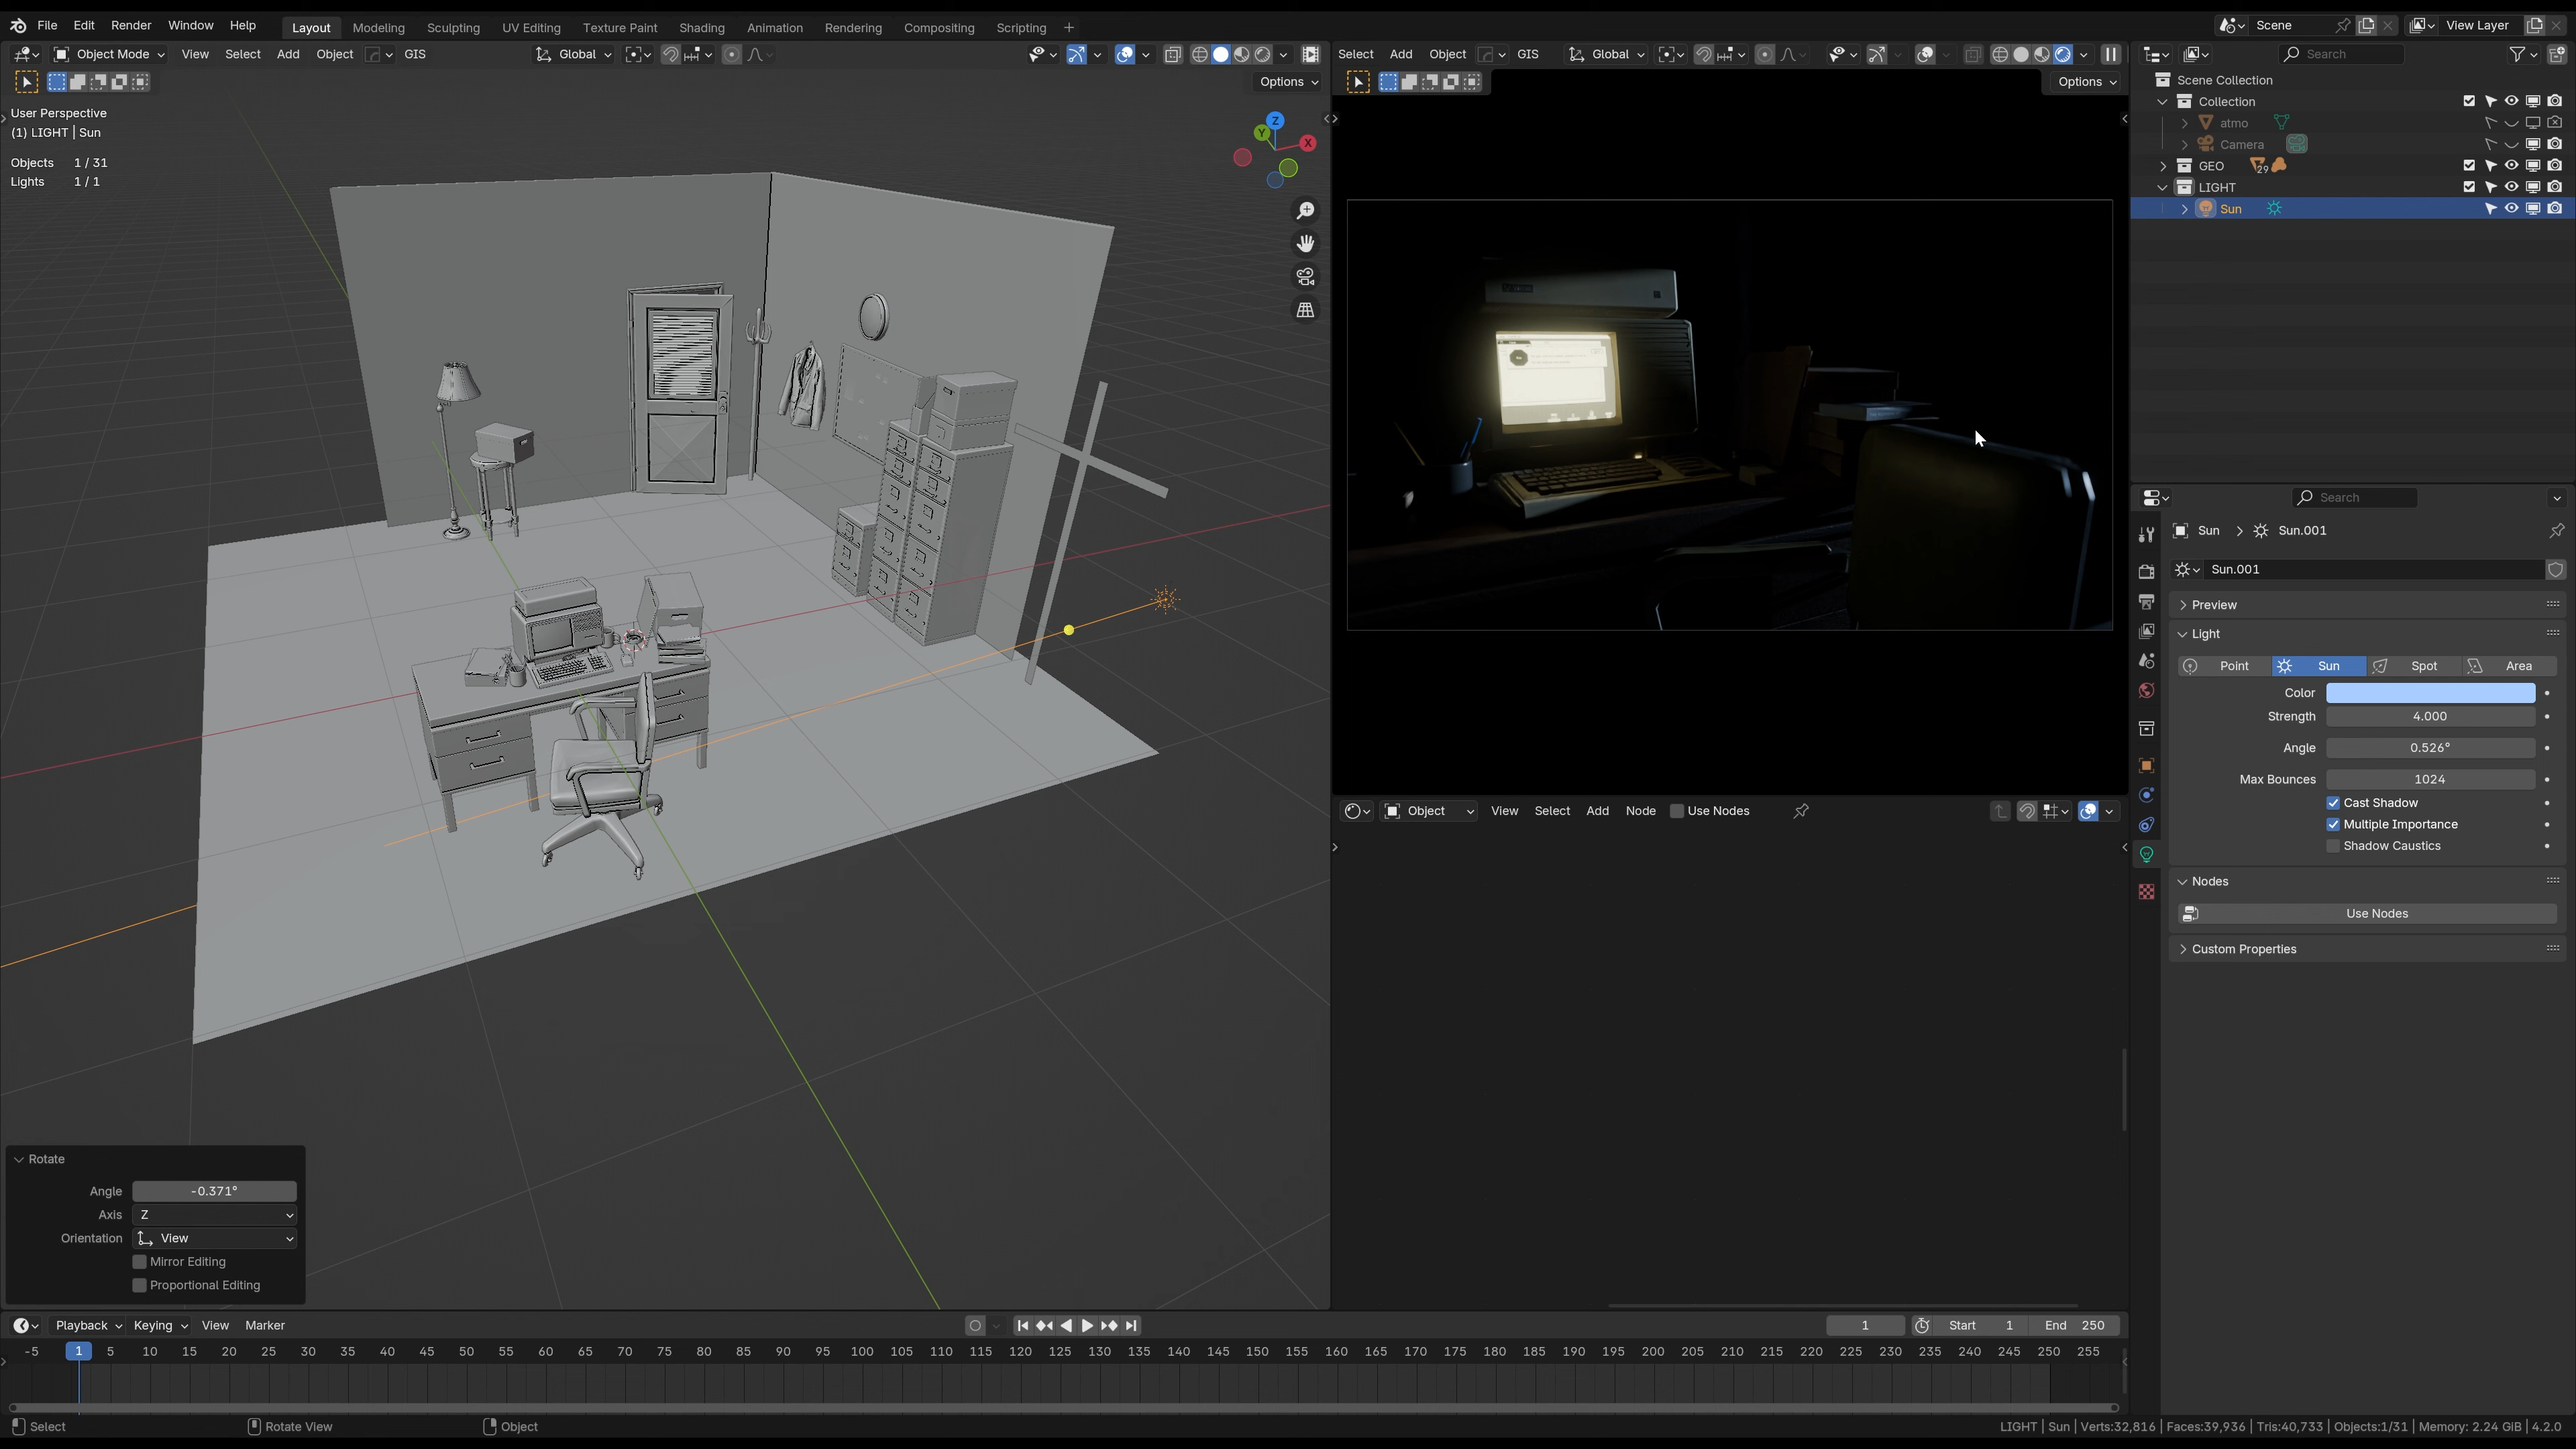 File Edit Render Window Help Layout Modeling Sculpting UV Editing Texture Paint Shading Animation Rendering Compositing Scripting + Scene View Layer
Object Mode View Select Add Object GIS Global
Options
User Perspective
(1) LIGHT | Sun
Objects 1 / 31
Lights 1 / 1
Z
Y
X
Select Add Object GIS Global
Options
Search
Scene Collection
Collection
atmo
Camera
GEO 29
LIGHT
Sun
Search
Sun > Sun.001
Sun.001
Preview
Light
Point Sun Spot Area
Color
Strength 4.000
Angle 0.526°
Max Bounces 1024
Cast Shadow
Multiple Importance
Shadow Caustics
Nodes
Use Nodes
Custom Properties
Object View Select Add Node Use Nodes
Rotate
Angle -0.371°
Axis Z
Orientation View
Mirror Editing
Proportional Editing
Playback Keying View Marker 1 Start 1 End 250
-5 1 5 10 15 20 25 30 35 40 45 50 55 60 65 70 75 80 85 90 95 100 105 110 115 120 125 130 135 140 145 150 155 160 165 170 175 180 185 190 195 200 205 210 215 220 225 230 235 240 245 250 255
Select Rotate View Object LIGHT | Sun | Verts:32,816 | Faces:39,936 | Tris:40,733 | Objects:1/31 | Memory: 2.24 GiB | 4.2.0